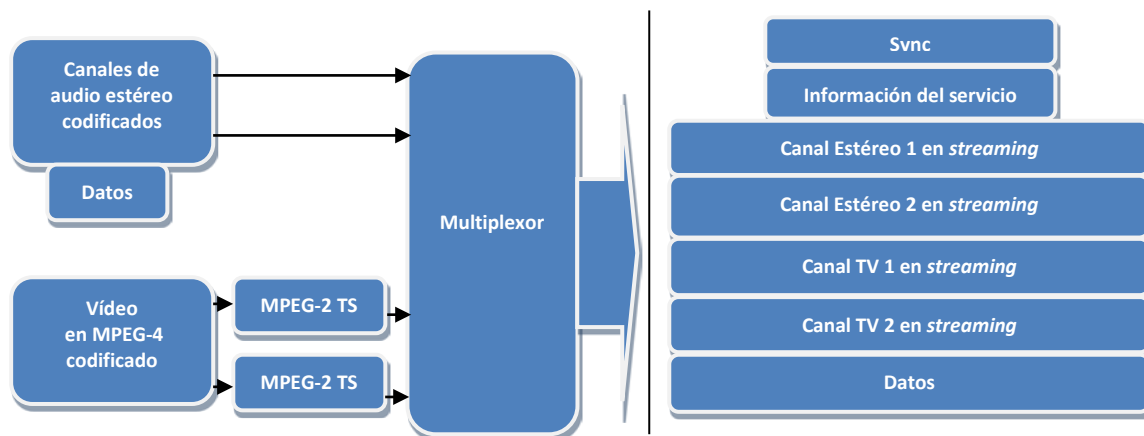 Canales de
audio estéreo
codificados
Datos
Vídeo
en MPEG-4
codificado
MPEG-2 TS
MPEG-2 TS
Multiplexor
Svnc
Información del servicio
Canal Estéreo 1 en streaming
Canal Estéreo 2 en streaming
Canal TV 1 en streaming
Canal TV 2 en streaming
Datos